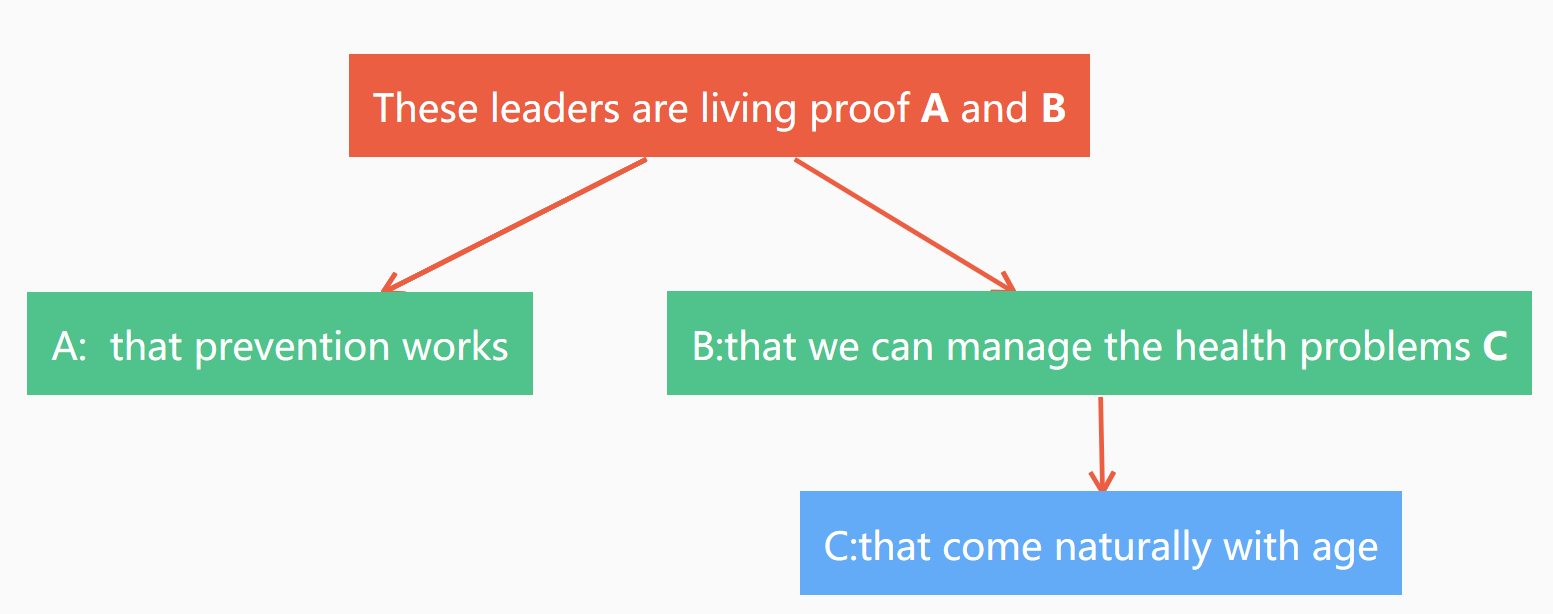 These leaders are living proof A and B
A:  that prevention works
B:that we can manage the health problems C
C:that come naturally with age